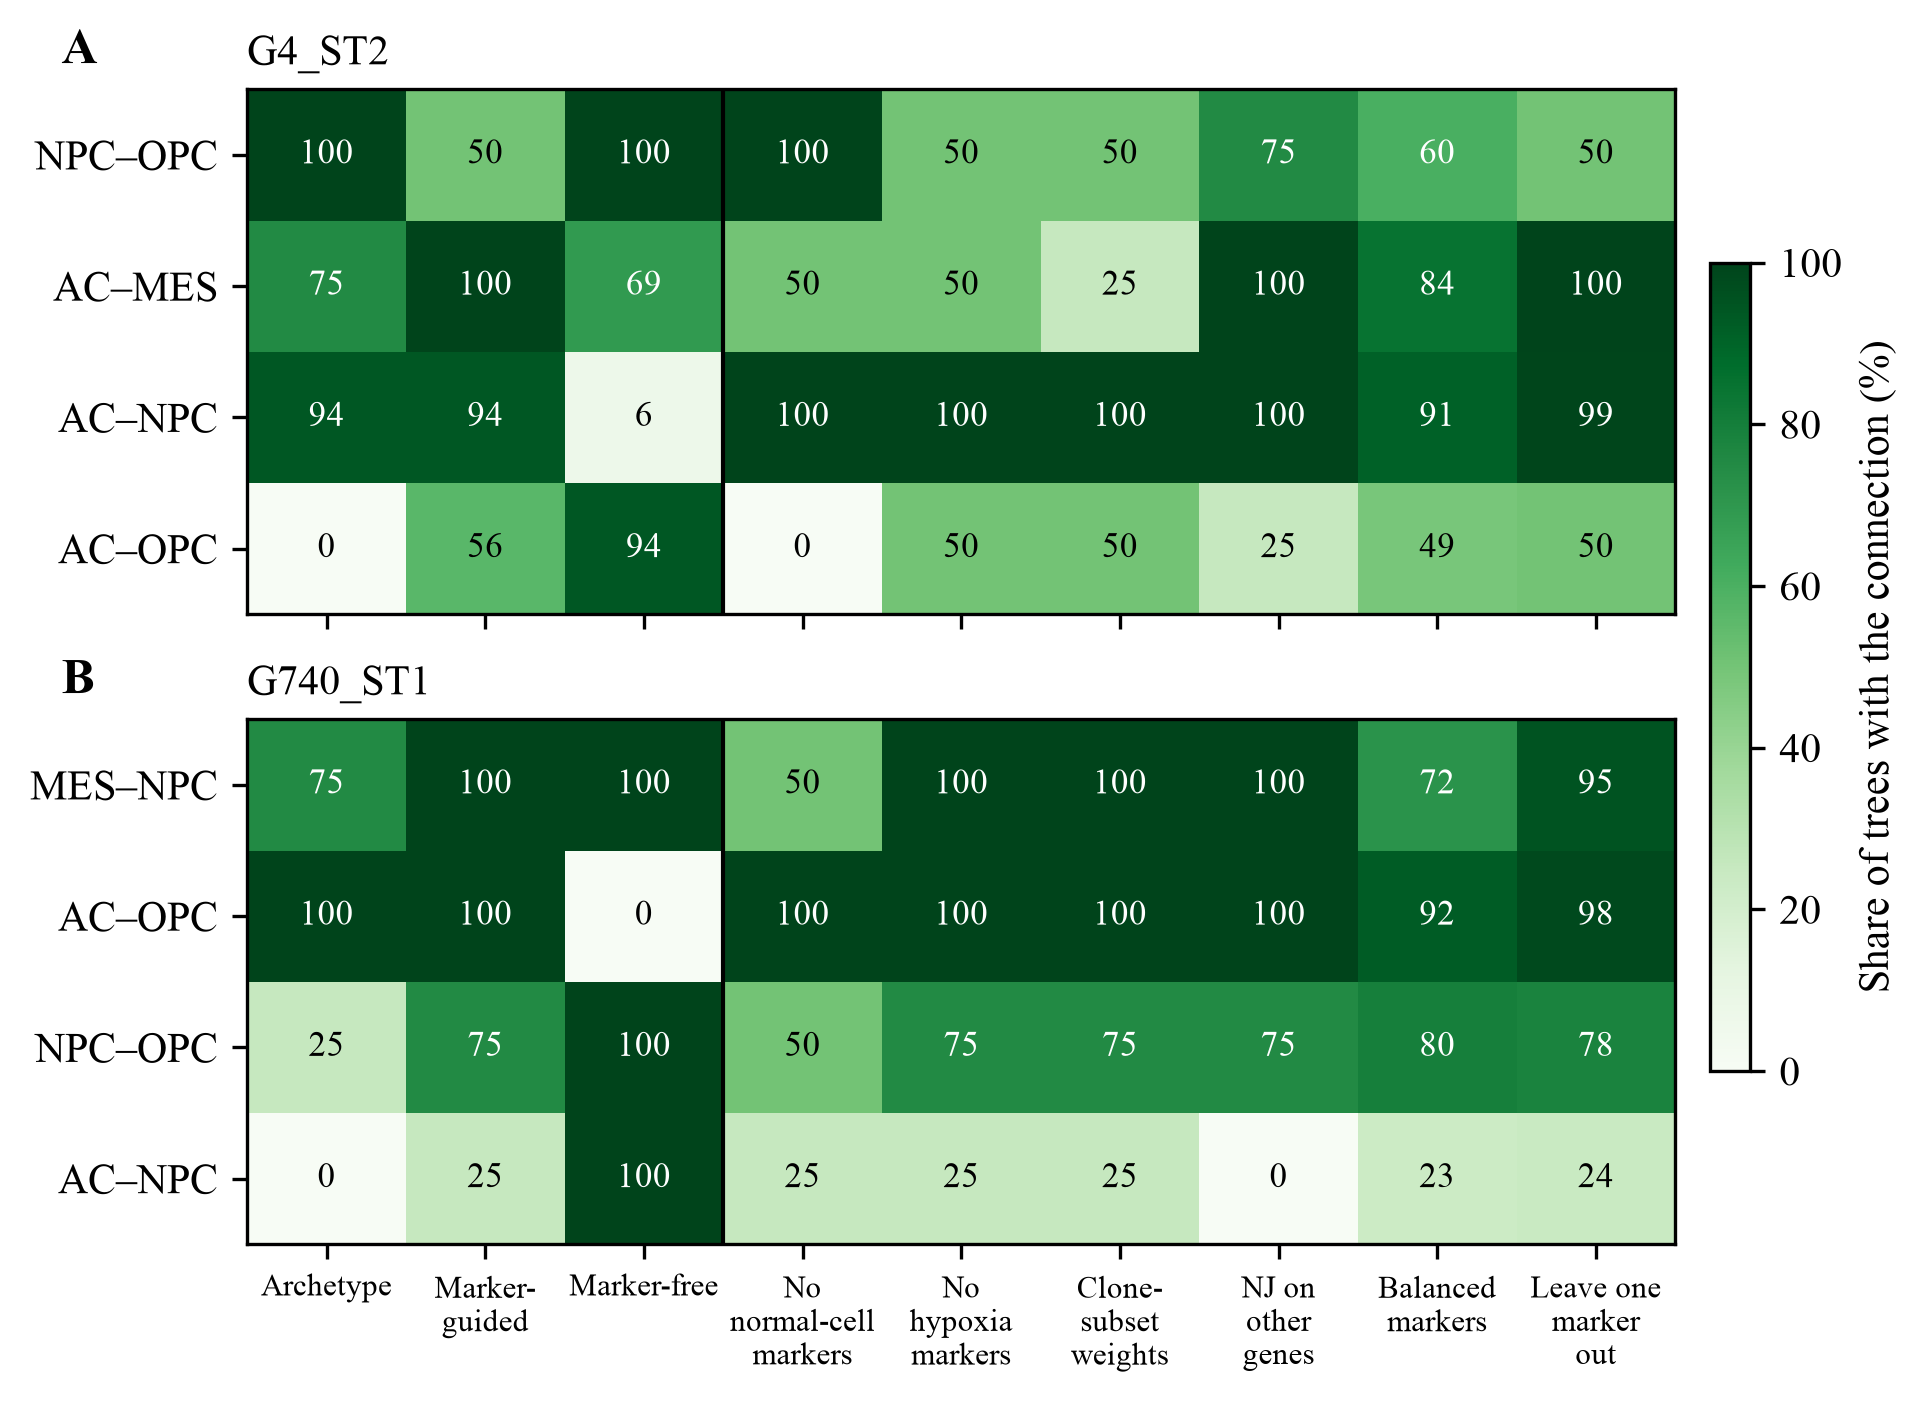 A
G4_ST2
NPC–OPC
100 50 100 100 50 50 75 60 50
AC–MES
75 100 69 50 50 25 100 84 100
AC–NPC
94 94 6 100 100 100 100 91 99
AC–OPC
0 56 94 0 50 50 25 49 50
B
G740_ST1
MES–NPC
75 100 100 50 100 100 100 72 95
AC–OPC
100 100 0 100 100 100 100 92 98
NPC–OPC
25 75 100 50 75 75 75 80 78
AC–NPC
0 25 100 25 25 25 0 23 24
Archetype
Marker-
guided
Marker-free
No
normal-cell
markers
No
hypoxia
markers
Clone-
subset
weights
NJ on
other
genes
Balanced
markers
Leave one
marker
out
100
80
60
40
20
0
Share of trees with the connection (%)